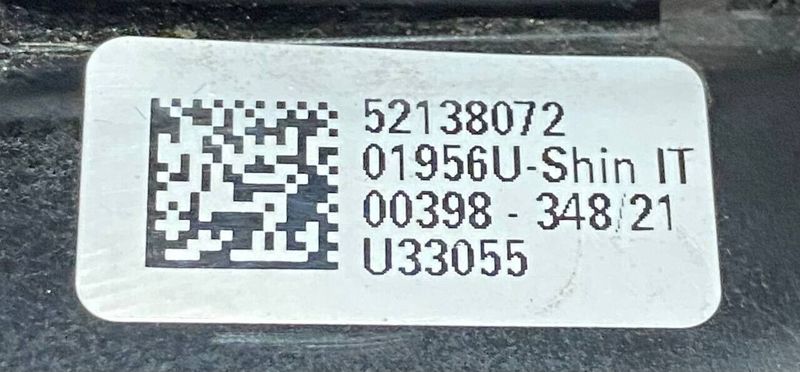 52138072
01956U-Shin IT
00398 - 348/21
U33055